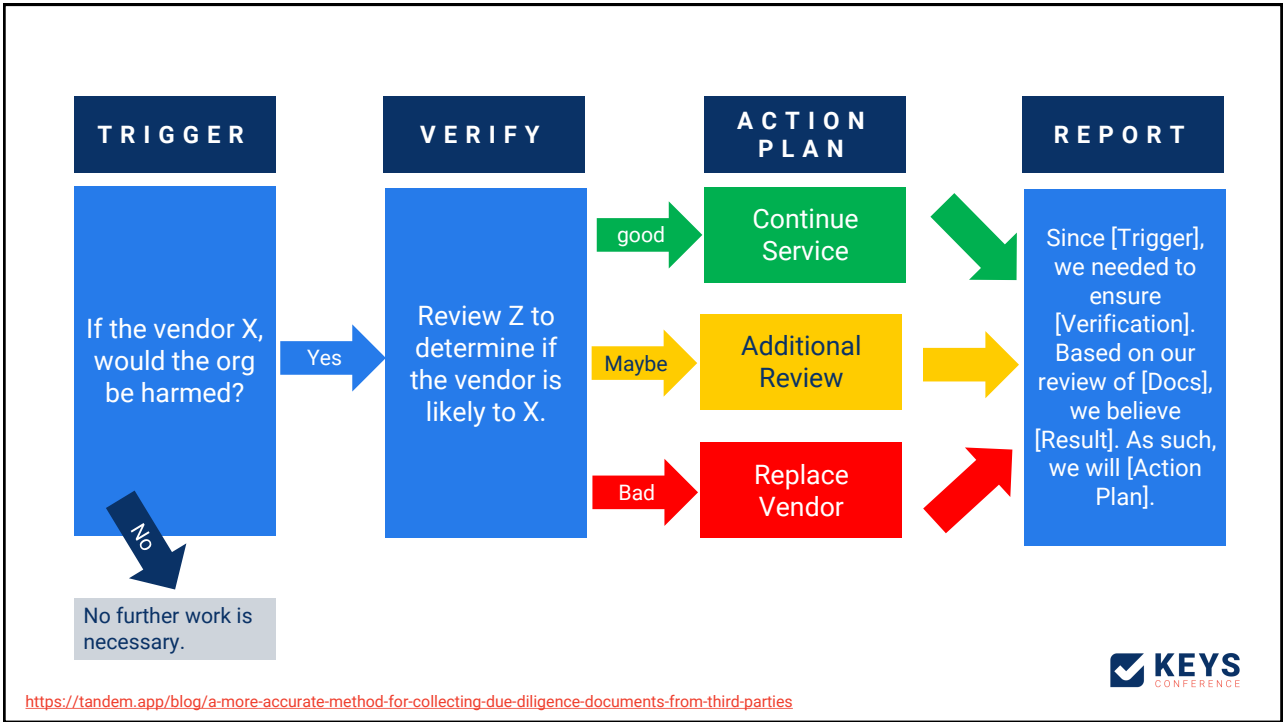 TRIGGER
If the vendor X,
would the org
be harmed?
No
No further work is
necessary.
Yes
VERIFY
Review Z to
determine if
the vendor is
likely to X.
good
Maybe
Bad
ACTION
PLAN
Continue
Service
Additional
Review
Replace
Vendor
REPORT
Since [Trigger],
we needed to
ensure
[Verification].
Based on our
review of [Docs],
we believe
[Result]. As such,
we will [Action
Plan].
KEYS
CONFERENCE
https://tandem.app/blog/a-more-accurate-method-for-collecting-due-diligence-documents-from-third-parties